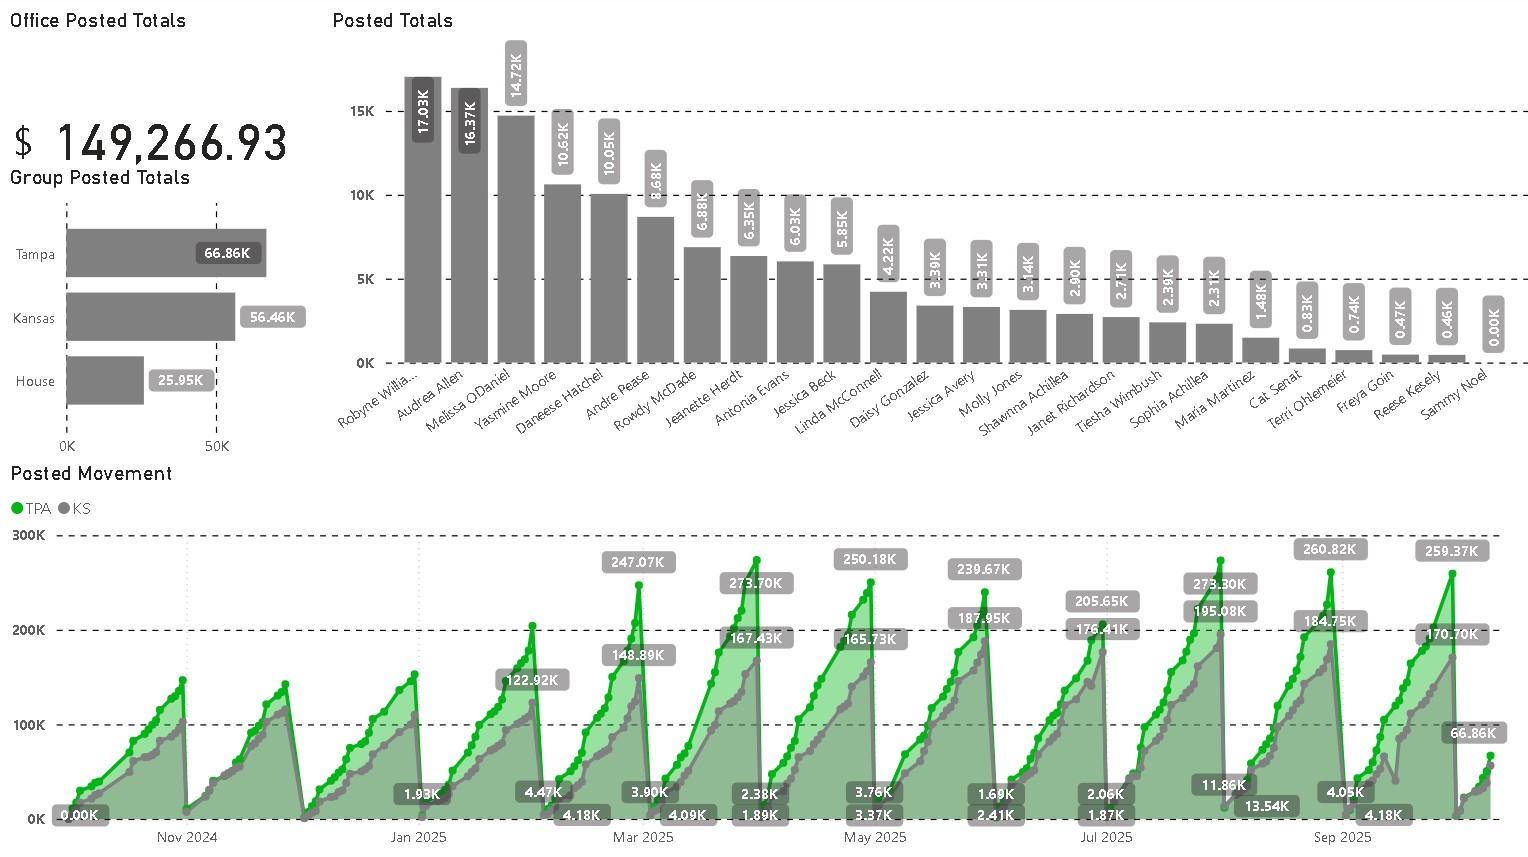 Office Posted Totals
$ 149,266.93
Group Posted Totals
Tampa 66.86K
Kansas 56.46K
House 25.95K
0K 50K
Posted Totals
15K
10K
5K
0K
17.03K 16.37K 14.72K 10.62K 10.05K 8.68K 6.88K 6.35K 6.03K 5.85K 4.22K 3.39K 3.31K 3.14K 2.90K 2.71K 2.39K 2.31K 1.48K 0.83K 0.74K 0.47K 0.46K 0.00K
Robyne Willia...
Audrea Allen
Melissa ODaniel
Yasmine Moore
Daneese Hatchel
Andre Pease
Rowdy McDade
Jeanette Herdt
Antonia Evans
Jessica Beck
Linda McConnell
Daisy Gonzalez
Jessica Avery
Molly Jones
Shawnna Achillea
Janet Richardson
Tiesha Wimbush
Sophia Achillea
Maria Martinez
Cat Senat
Terri Ohlemeier
Freya Goin
Reese Kesely
Sammy Noel
Posted Movement
TPA KS
300K
200K
100K
0K
247.07K 273.70K 250.18K 239.67K 205.65K 273.30K 260.82K 259.37K
122.92K 148.89K 167.43K 165.73K 187.95K 176.41K 195.08K 184.75K 170.70K
66.86K
0.00K 1.93K 4.47K 3.90K 2.38K 3.76K 1.69K 2.06K 11.86K 4.05K
4.18K 4.09K 1.89K 3.37K 2.41K 1.87K 13.54K 4.18K
Nov 2024 Jan 2025 Mar 2025 May 2025 Jul 2025 Sep 2025